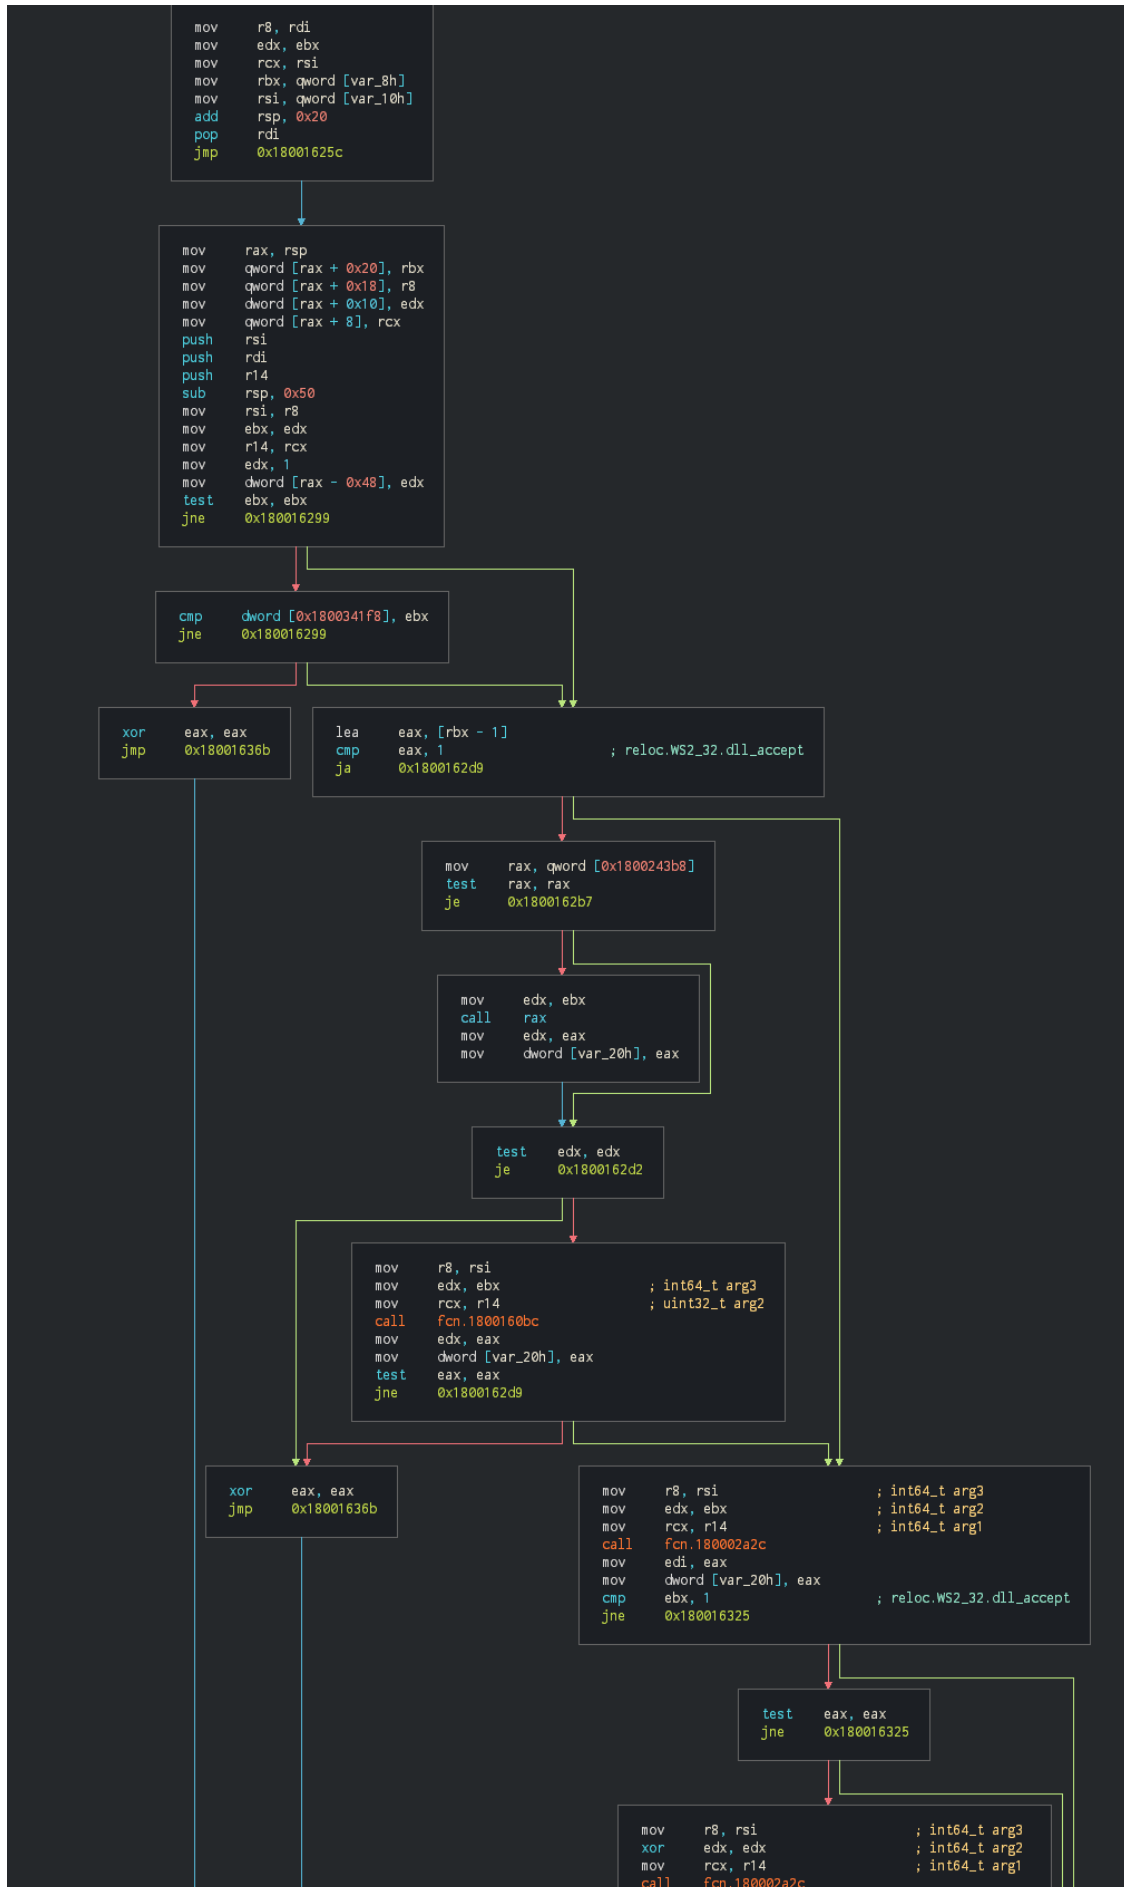 mov r8, rdi
mov edx, ebx
mov rcx, rsi
mov rbx, qword [var_8h]
mov rsi, qword [var_10h]
add rsp, 0x20
pop rdi
jmp 0x18001625c
mov rax, rsp
mov qword [rax + 0x20], rbx
mov qword [rax + 0x18], r8
mov dword [rax + 0x10], edx
mov qword [rax + 8], rcx
push rsi
push rdi
push r14
sub rsp, 0x50
mov rsi, r8
mov ebx, edx
mov r14, rcx
mov edx, 1
mov dword [rax - 0x48], edx
test ebx, ebx
jne 0x180016299
cmp dword [0x1800341f8], ebx
jne 0x180016299
xor eax, eax
jmp 0x18001636b
lea eax, [rbx - 1]
cmp eax, 1 ; reloc.WS2_32.dll_accept
ja 0x1800162d9
mov rax, qword [0x1800243b8]
test rax, rax
je 0x1800162b7
mov edx, ebx
call rax
mov edx, eax
mov dword [var_20h], eax
test edx, edx
je 0x1800162d2
mov r8, rsi
mov edx, ebx ; int64_t arg3
mov rcx, r14 ; uint32_t arg2
call fcn.1800160bc
mov edx, eax
mov dword [var_20h], eax
test eax, eax
jne 0x1800162d9
xor eax, eax
jmp 0x18001636b
mov r8, rsi ; int64_t arg3
mov edx, ebx ; int64_t arg2
mov rcx, r14 ; int64_t arg1
call fcn.180002a2c
mov edi, eax
mov dword [var_20h], eax
cmp ebx, 1 ; reloc.WS2_32.dll_accept
jne 0x180016325
test eax, eax
jne 0x180016325
mov r8, rsi ; int64_t arg3
xor edx, edx ; int64_t arg2
mov rcx, r14 ; int64_t arg1
call fcn.180002a2c